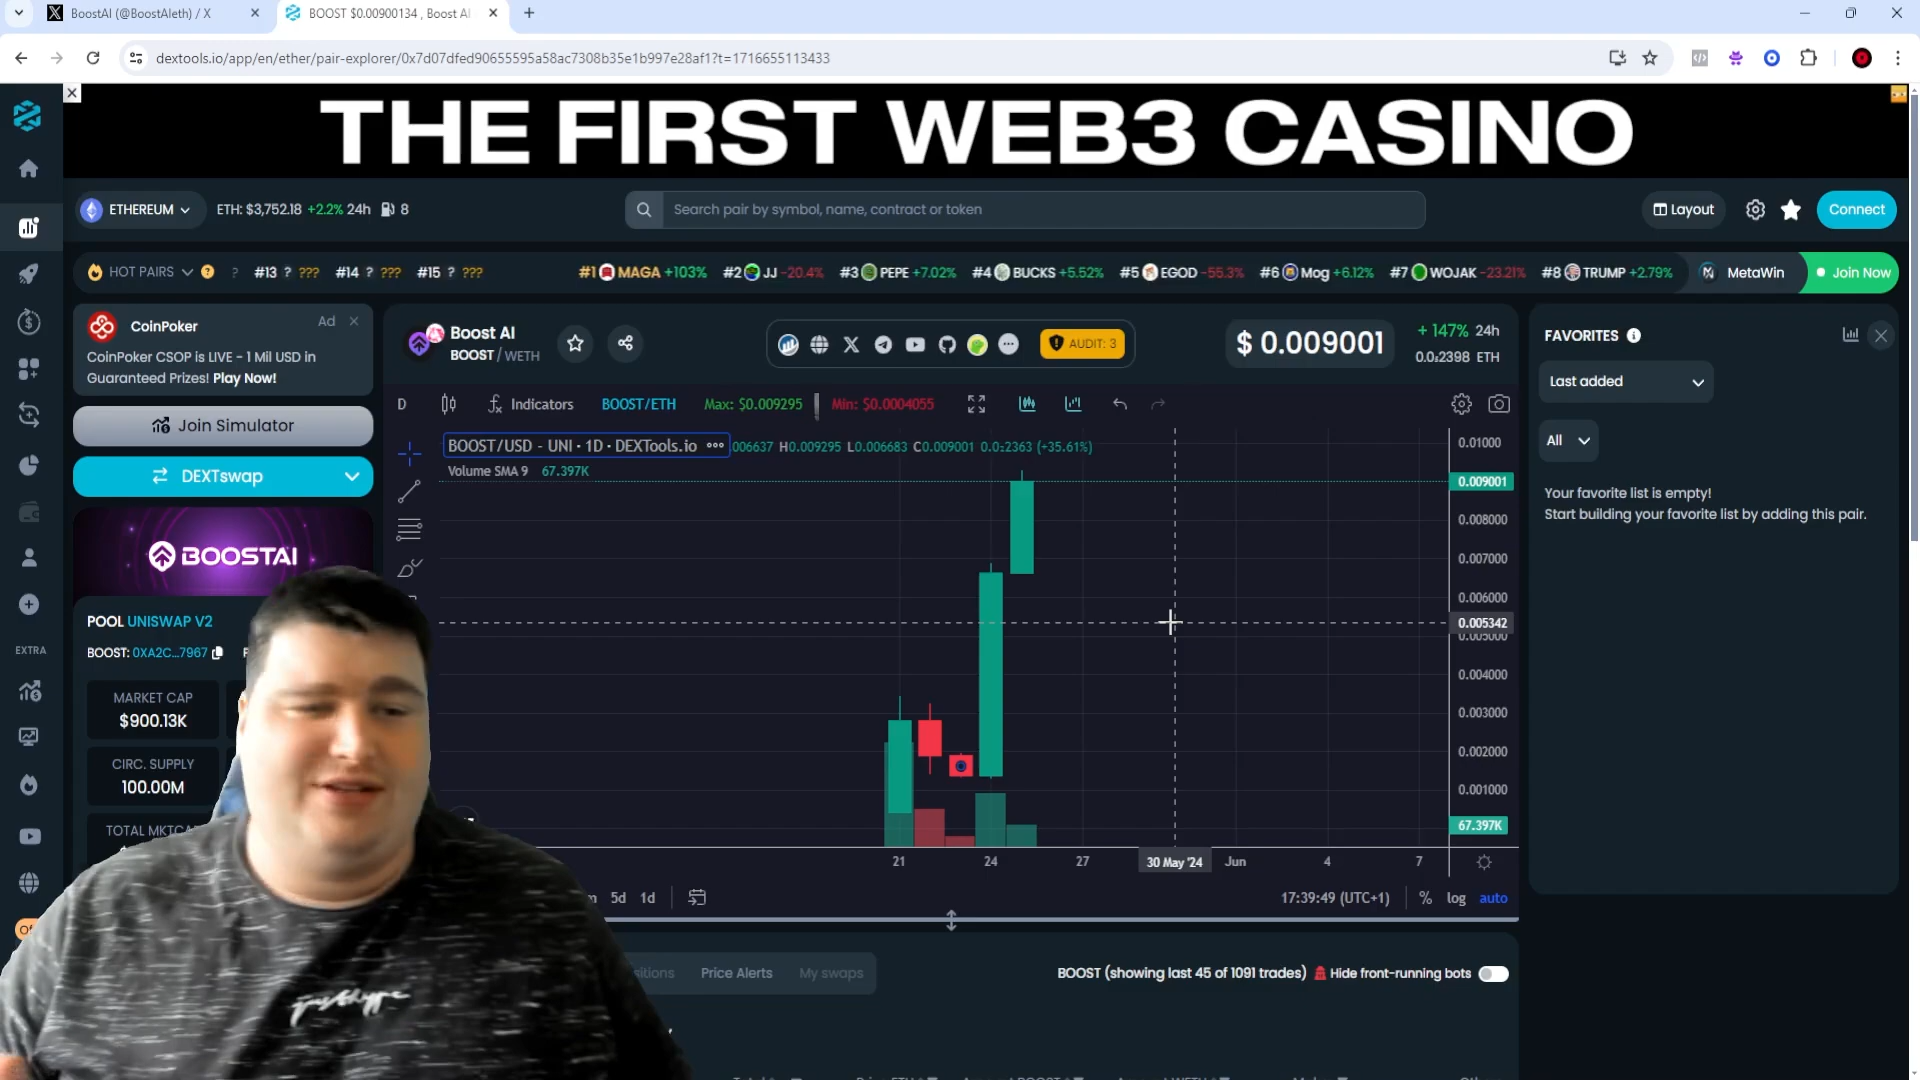 BoostAI (@BoostAIeth) / X
BOOST $0.00900134 , Boost AI
dextools.io/app/en/ether/pair-explorer/0x7d07dfed90655595a58ac7308b35e1b997e28af1?t=1716655113433
THE FIRST WEB3 CASINO
ETHEREUM
ETH: $3,752.18 +2.2% 24h 8
Search pair by symbol, name, contract or token
Layout
Connect
HOT PAIRS ? ? #13 ? ??? #14 ? ??? #15 ? ??? #1 MAGA +103% #2 JJ -20.4% #3 PEPE +7.02% #4 BUCKS +5.52% #5 EGOD -55.3% #6 Mog +6.12% #7 WOJAK -23.21% #8 TRUMP +2.79% MetaWin Join Now
CoinPoker
Ad
CoinPoker CSOP is LIVE - 1 Mil USD in
Guaranteed Prizes! Play Now!
Join Simulator
DEXTswap
BOOSTAI
POOL UNISWAP V2
BOOST: 0XA2C...7967
MARKET CAP
$900.13K
CIRC. SUPPLY
100.00M
EXTRA
Boost AI
BOOST / WETH
AUDIT: 3
$ 0.009001
+ 147% 24h
0.0₂2398 ETH
D
Indicators
BOOST/ETH
Max: $0.009295
Min: $0.0004055
BOOST/USD - UNI · 1D · DEXTools.io
006637 H0.009295 L0.006683 C0.009001 0.0₂2363 (+35.61%)
Volume SMA 9 67.397K
0.01000
0.009001
0.008000
0.007000
0.006000
0.005342
0.005000
0.004000
0.003000
0.002000
0.001000
67.397K
21
24
27
30 May '24
Jun
4
7
5d
1d
17:39:49 (UTC+1)
%
log
auto
Price Alerts
My swaps
BOOST (showing last 45 of 1091 trades)
Hide front-running bots
FAVORITES
Last added
All
Your favorite list is empty!
Start building your favorite list by adding this pair.